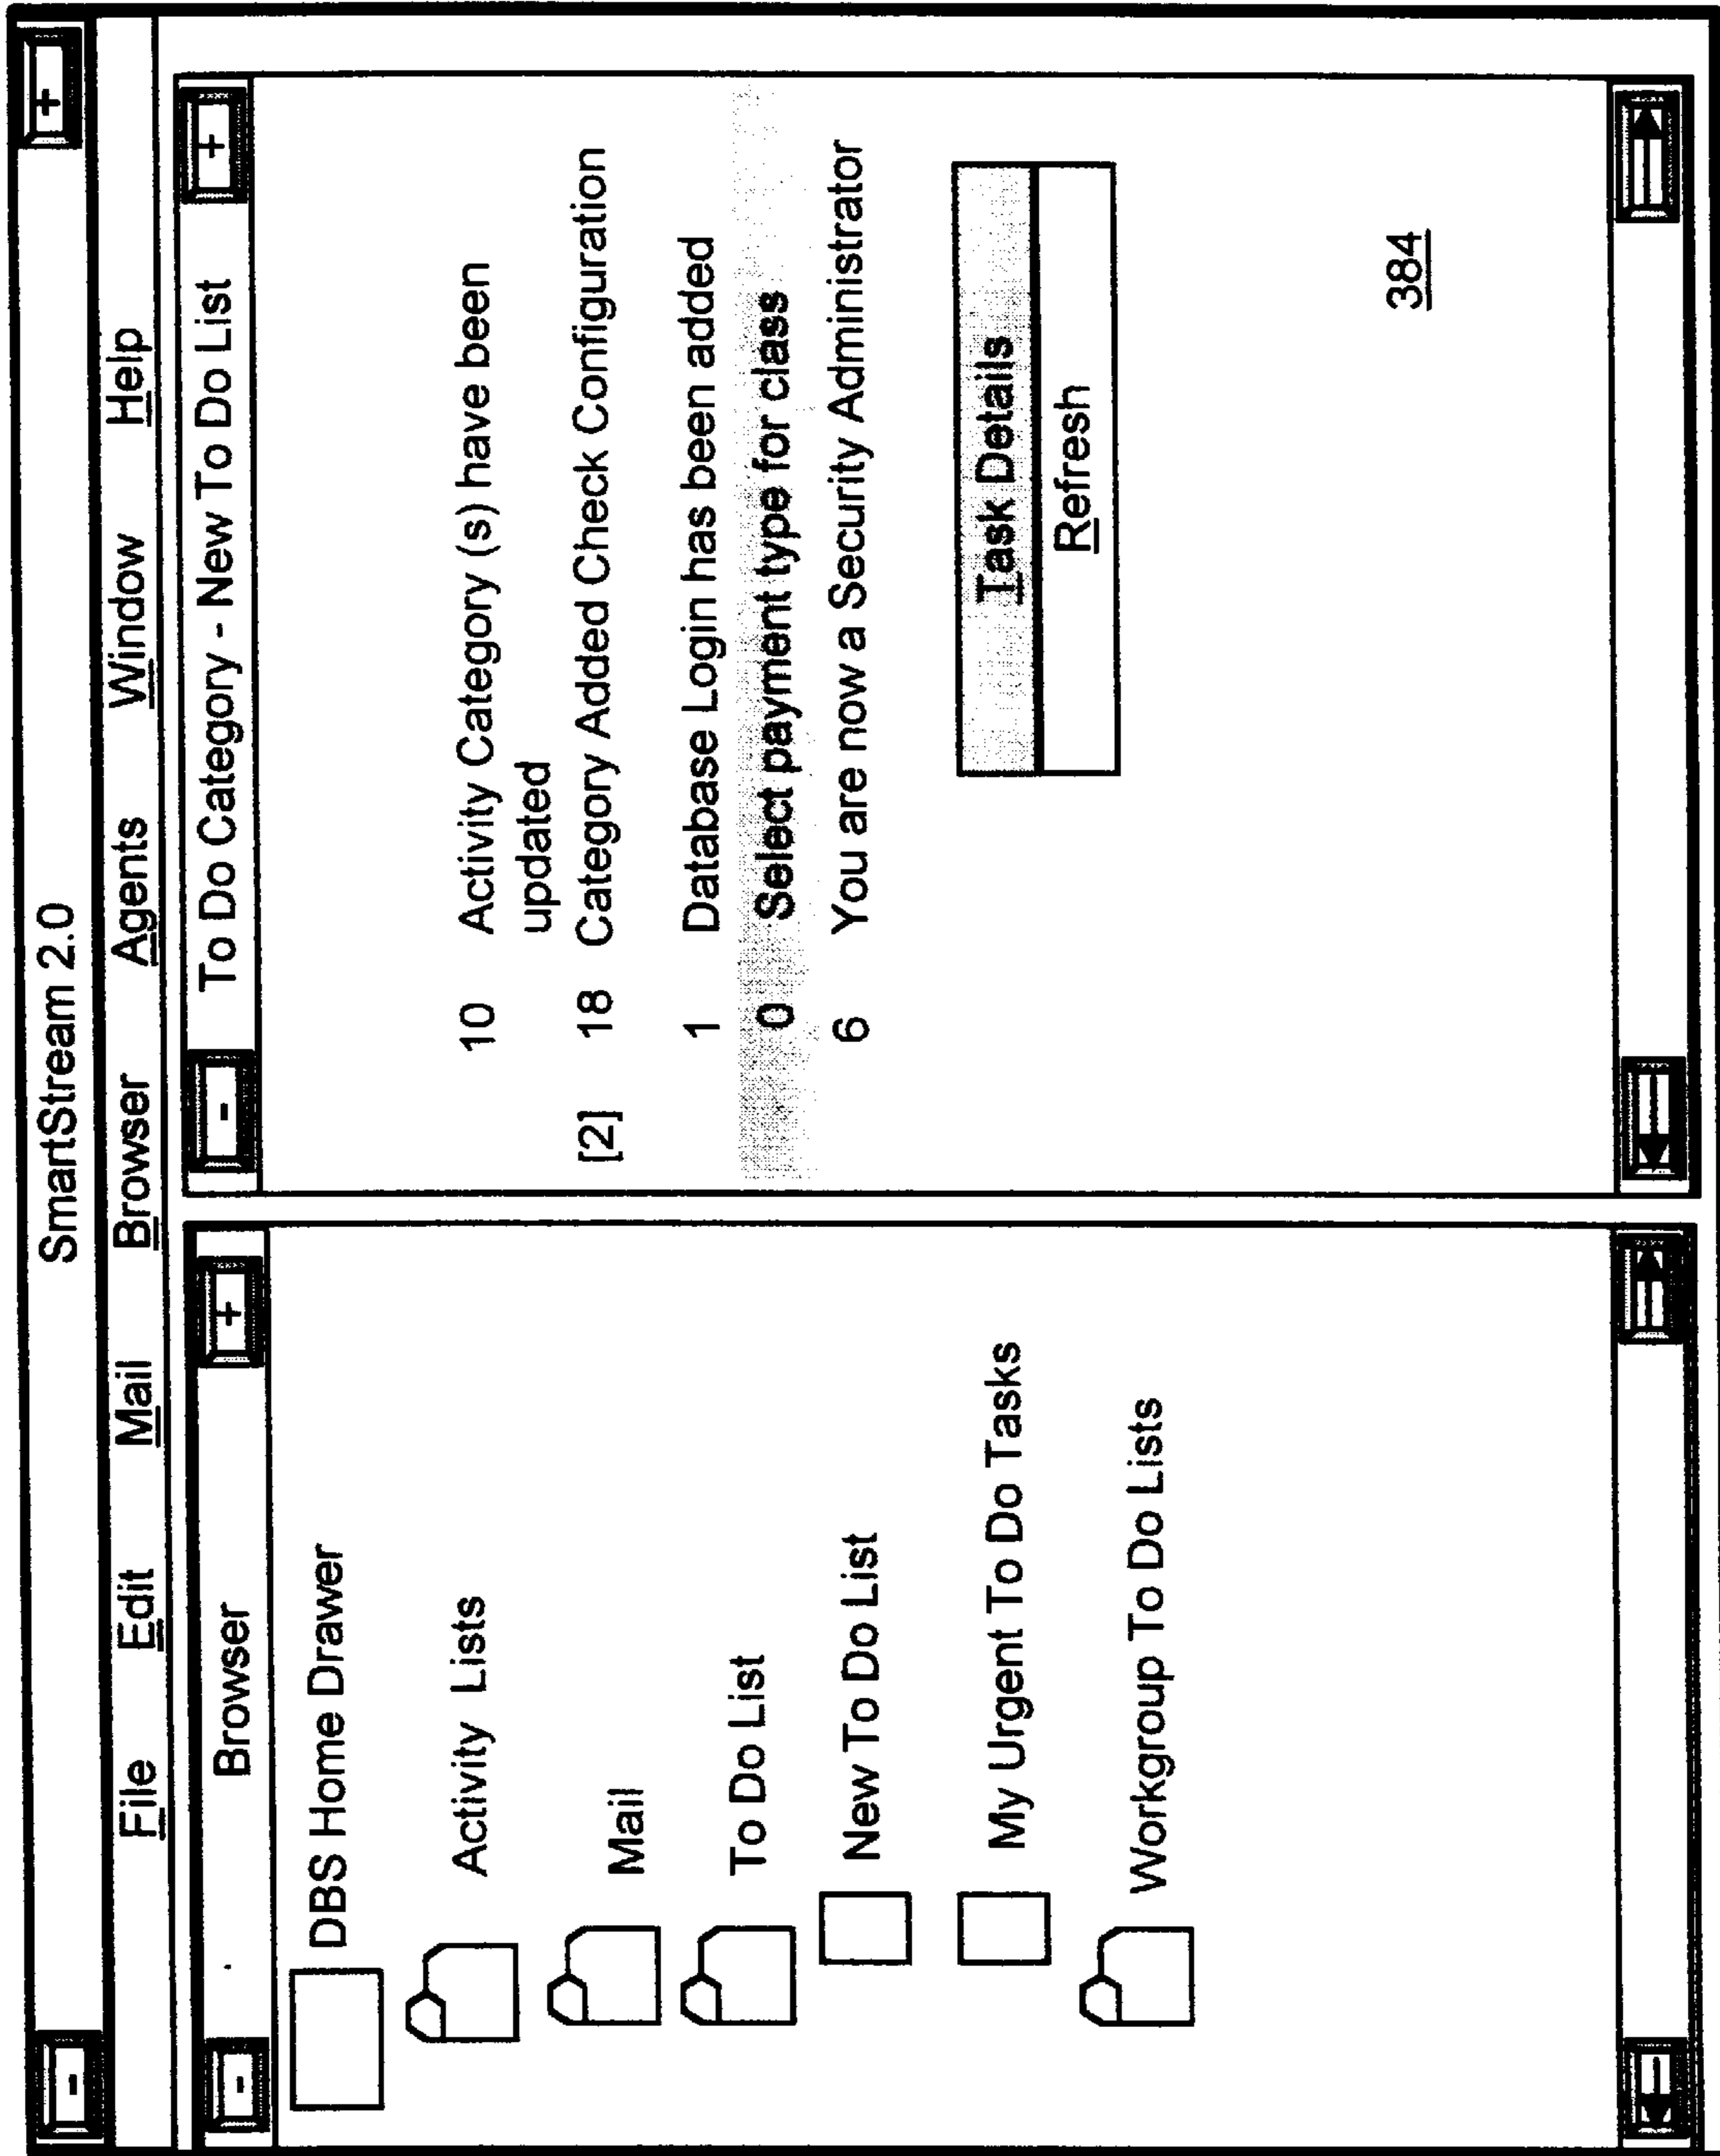 SmartStream 2.0
- +
File Edit Mail Browser Agents Window Help
- Browser +
DBS Home Drawer
Activity Lists
Mail
To Do List
New To Do List
My Urgent To Do Tasks
Workgroup To Do Lists
- To Do Category - New To Do List +
10 Activity Category (s) have been
updated
[2] 18 Category Added Check Configuration
1 Database Login has been added
0 Select payment type for class
6 You are now a Security Administrator
Task Details
Refresh
384